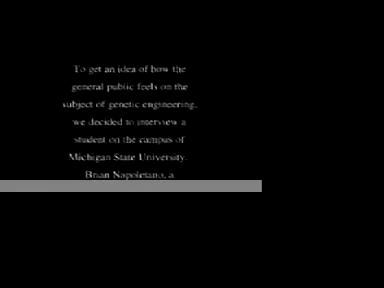 To get an idea of how the
general public feels on the
subject of genetic engineering,
we decided to interview a
student on the campus of
Michigan State University.
Brian Napoletano, a